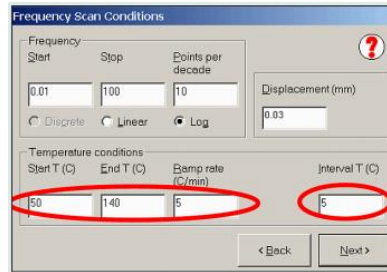 Frequency Scan Conditions
Frequency
Start Stop Points per decade
0.01 100 10
Discrete Linear Log
Displacement (mm)
0.03
?
Temperature conditions
Start T (C) End T (C) Ramp rate (C/min) Interval T (C)
50 140 5 5
< Back Next >